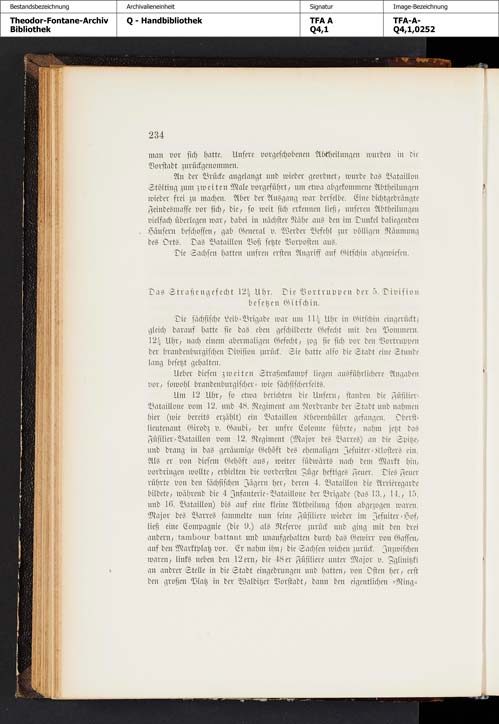 Bestandsbezeichnung
Archivalieneinheit
Signatur
Image-Bezeichnung
Theodor-Fontane-Archiv
Bibliothek
Q - Handbibliothek
TFA A
Q4,1
TFA-A-
Q4,1,0252
234
man vor sich hatte. Unsere vorgeschobenen Abtheilungen wurden in die
Vorstadt zurückgenommen.
An der Brücke angelangt und wieder geordnet, wurde das Bataillon
Stölting zum zweiten Male vorgeführt, um etwa abgekommene Abtheilungen
wieder frei zu machen. Aber der Ausgang war derselbe. Eine dichtgedrängte
Feindesmasse vor sich, die, so weit sich erkennen ließ, unseren Abtheilungen
vielfach überlegen war, dabei in nächster Nähe aus den im Dunkel daliegenden
Häusern beschossen, gab General v. Werder Befehl zur völligen Räumung
des Orts. Das Bataillon Voß setzte Vorposten aus.
Die Sachsen hatten unsren ersten Angriff auf Gitschin abgewiesen.
Das Straßengefecht 12½ Uhr. Die Vortruppen der 5. Division
besetzen Gitschin.
Die sächsische Leib-Brigade war um 11½ Uhr in Gitschin eingerückt;
gleich darauf hatte sie das eben geschilderte Gefecht mit den Pommern.
12½ Uhr, nach einem abermaligen Gefecht, zog sie sich vor den Vortruppen
der brandenburgischen Division zurück. Sie hatte also die Stadt eine Stunde
lang besetzt gehalten.
Ueber diesen zweiten Straßenkampf liegen ausführlichere Angaben
vor, sowohl brandenburgischer- wie sächsischerseits.
Um 12 Uhr, so etwa berichten die Unsern, standen die Füsilier-
Bataillone vom 12. und 48. Regiment am Nordrande der Stadt und nahmen
hier (wie bereits erzählt) ein Bataillon Khevenhüller gefangen. Oberst-
lieutenant Girodz v. Gaudi, der unsre Colonne führte, nahm jetzt das
Füsilier-Bataillon vom 12. Regiment (Major des Barres) an die Spitze,
und drang in das geräumige Gehöft des ehemaligen Jesuiter-Klosters ein.
Als er von diesem Gehöft aus, weiter südwärts nach dem Markt hin,
vordringen wollte, erhielten die vordersten Züge heftiges Feuer. Dies Feuer
rührte von den sächsischen Jägern her, deren 4. Bataillon die Arrieregarde
bildete, während die 4 Infanterie-Bataillone der Brigade (das 13., 14., 15.
und 16. Bataillon) bis auf eine kleine Abtheilung schon abgezogen waren.
Major des Barres sammelte nun seine Füsiliere wieder im Jesuiter-Hof,
ließ eine Compagnie (die 9.) als Reserve zurück und ging mit den drei
andern, tambour battant und unaufgehalten durch das Gewirr von Gassen,
auf den Marktplatz vor. Er nahm ihn; die Sachsen wichen zurück. Inzwischen
waren, links neben den 12ern, die 48er Füsiliere unter Major v. Zglinitzki
an andrer Stelle in die Stadt eingedrungen und hatten, von Osten her, erst
den großen Platz in der Walditzer Vorstadt, dann den eigentlichen »Ring«